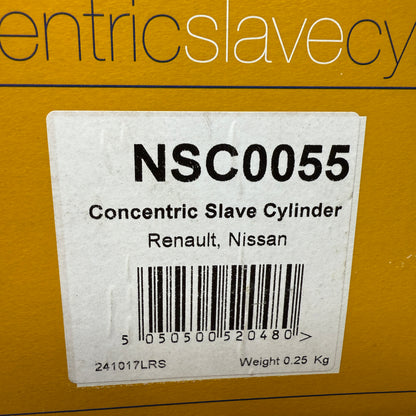 entricslavecy
NSC0055
Concentric Slave Cylinder
Renault, Nissan
5 050500 520480 >
241017LRS Weight 0.25 Kg